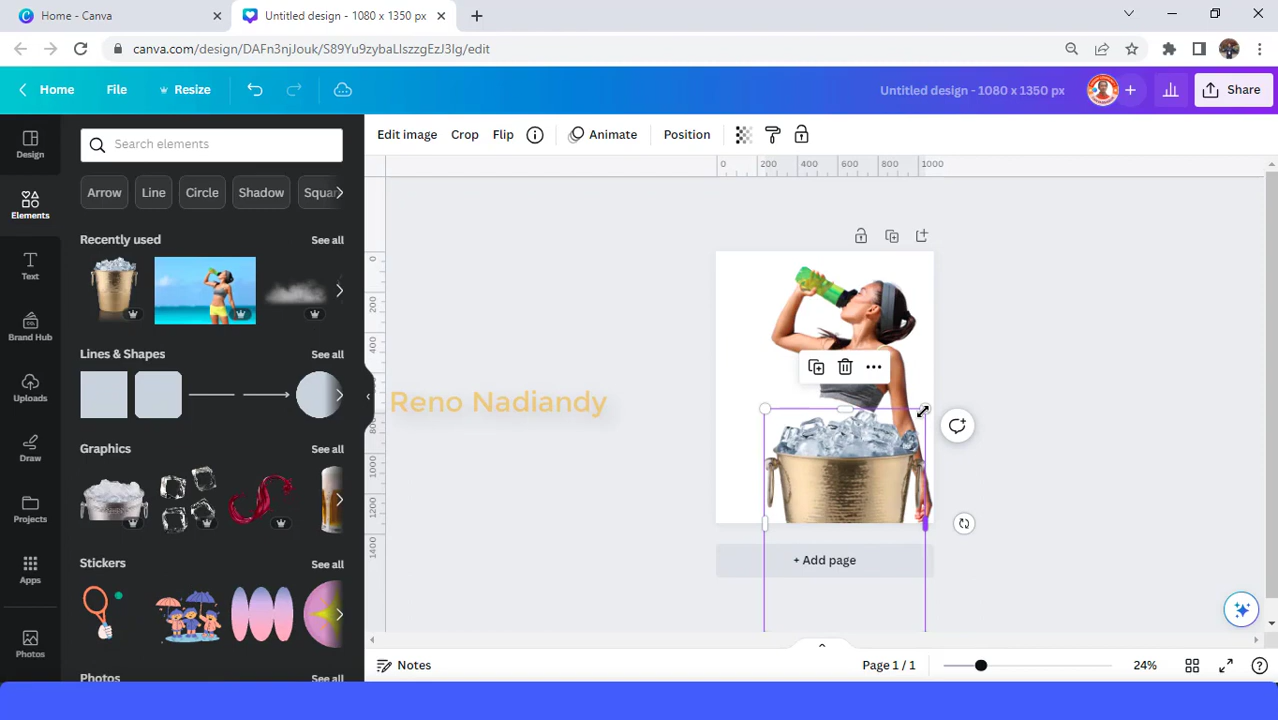 Home - Canva
Untitled design - 1080 x 1350 px
canva.com/design/DAFn3njJouk/S89Yu9zybaLIszzgEzJ3Ig/edit
Home
File
Resize
Untitled design - 1080 x 1350 px
Share
Design
Elements
Text
Brand Hub
Uploads
Draw
Projects
Apps
Photos
Search elements
Arrow
Line
Circle
Shadow
Squar
Recently used
See all
Lines & Shapes
See all
Graphics
See all
Stickers
See all
Photos
See all
Edit image
Crop
Flip
Animate
Position
0 200 400 600 800 1000
0
200
400
800
1000
1200
1400
Reno Nadiandy
+ Add page
Notes
Page 1 / 1
24%